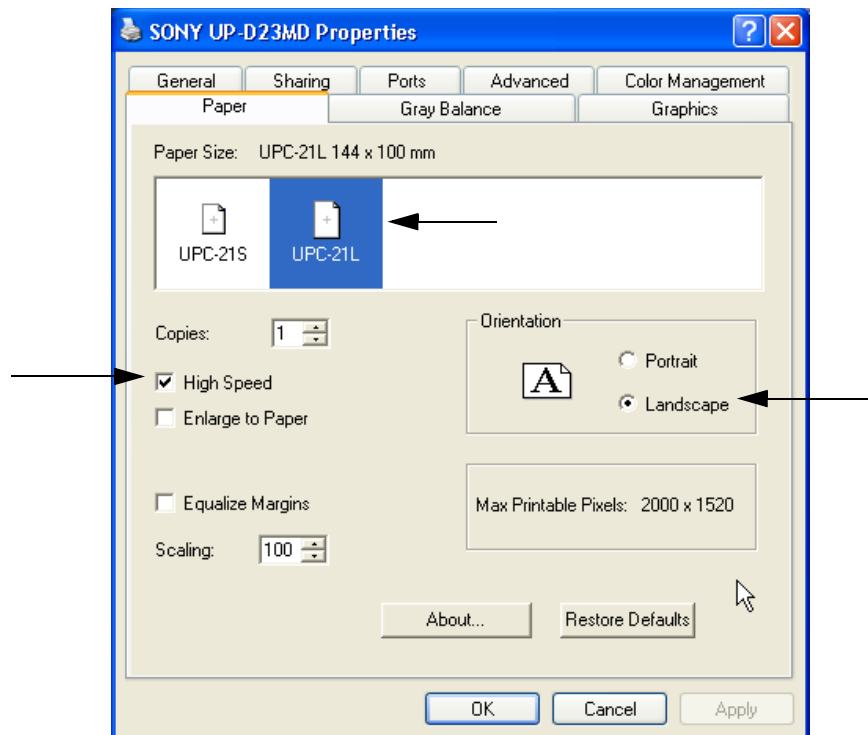 SONY UP-D23MD Properties
General Sharing Ports Advanced Color Management
Paper Gray Balance Graphics
Paper Size: UPC-21L 144 x 100 mm
UPC-21S UPC-21L
Copies: 1
High Speed
Enlarge to Paper
Orientation
A
Portrait
Landscape
Equalize Margins
Scaling: 100
Max Printable Pixels: 2000 x 1520
About... Restore Defaults
OK Cancel Apply